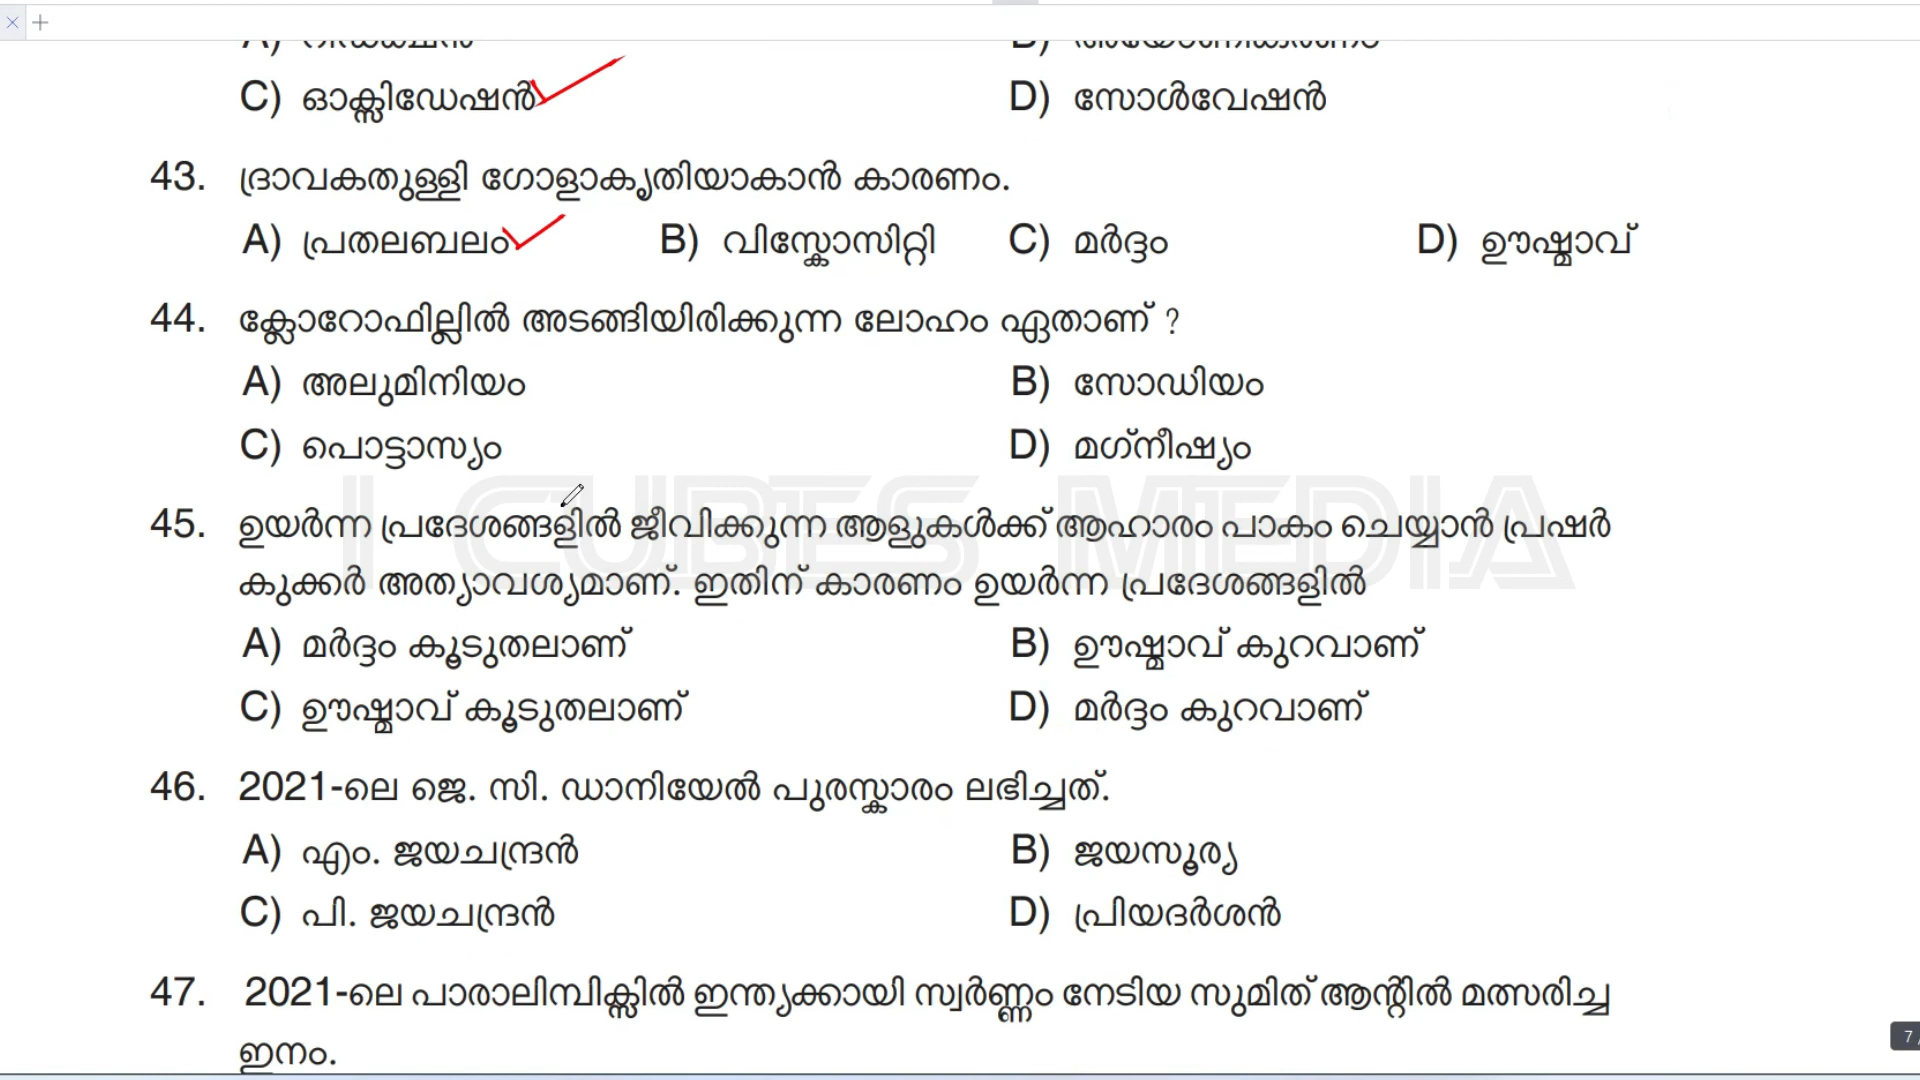 C) ഓക്സിഡേഷൻ D) സോൾവേഷൻ
43. ദ്രാവകതുള്ളി ഗോളാകൃതിയാകാൻ കാരണം.
A) പ്രതലബലം B) വിസ്കോസിറ്റി C) മർദ്ദം D) ഊഷ്മാവ്
44. ക്ലോറോഫില്ലിൽ അടങ്ങിയിരിക്കുന്ന ലോഹം ഏതാണ് ?
A) അലുമിനിയം B) സോഡിയം
C) പൊട്ടാസ്യം D) മഗ്നീഷ്യം
I CUBES MEDIA
45. ഉയർന്ന പ്രദേശങ്ങളിൽ ജീവിക്കുന്ന ആളുകൾക്ക് ആഹാരം പാകം ചെയ്യാൻ പ്രഷർ
കുക്കർ അത്യാവശ്യമാണ്. ഇതിന് കാരണം ഉയർന്ന പ്രദേശങ്ങളിൽ
A) മർദ്ദം കൂടുതലാണ് B) ഊഷ്മാവ് കുറവാണ്
C) ഊഷ്മാവ് കൂടുതലാണ് D) മർദ്ദം കുറവാണ്
46. 2021-ലെ ജെ. സി. ഡാനിയേൽ പുരസ്കാരം ലഭിച്ചത്.
A) എം. ജയചന്ദ്രൻ B) ജയസൂര്യ
C) പി. ജയചന്ദ്രൻ D) പ്രിയദർശൻ
47. 2021-ലെ പാരാലിമ്പിക്സിൽ ഇന്ത്യക്കായി സ്വർണ്ണം നേടിയ സുമിത് ആന്റിൽ മത്സരിച്ച
ഇനം.
7